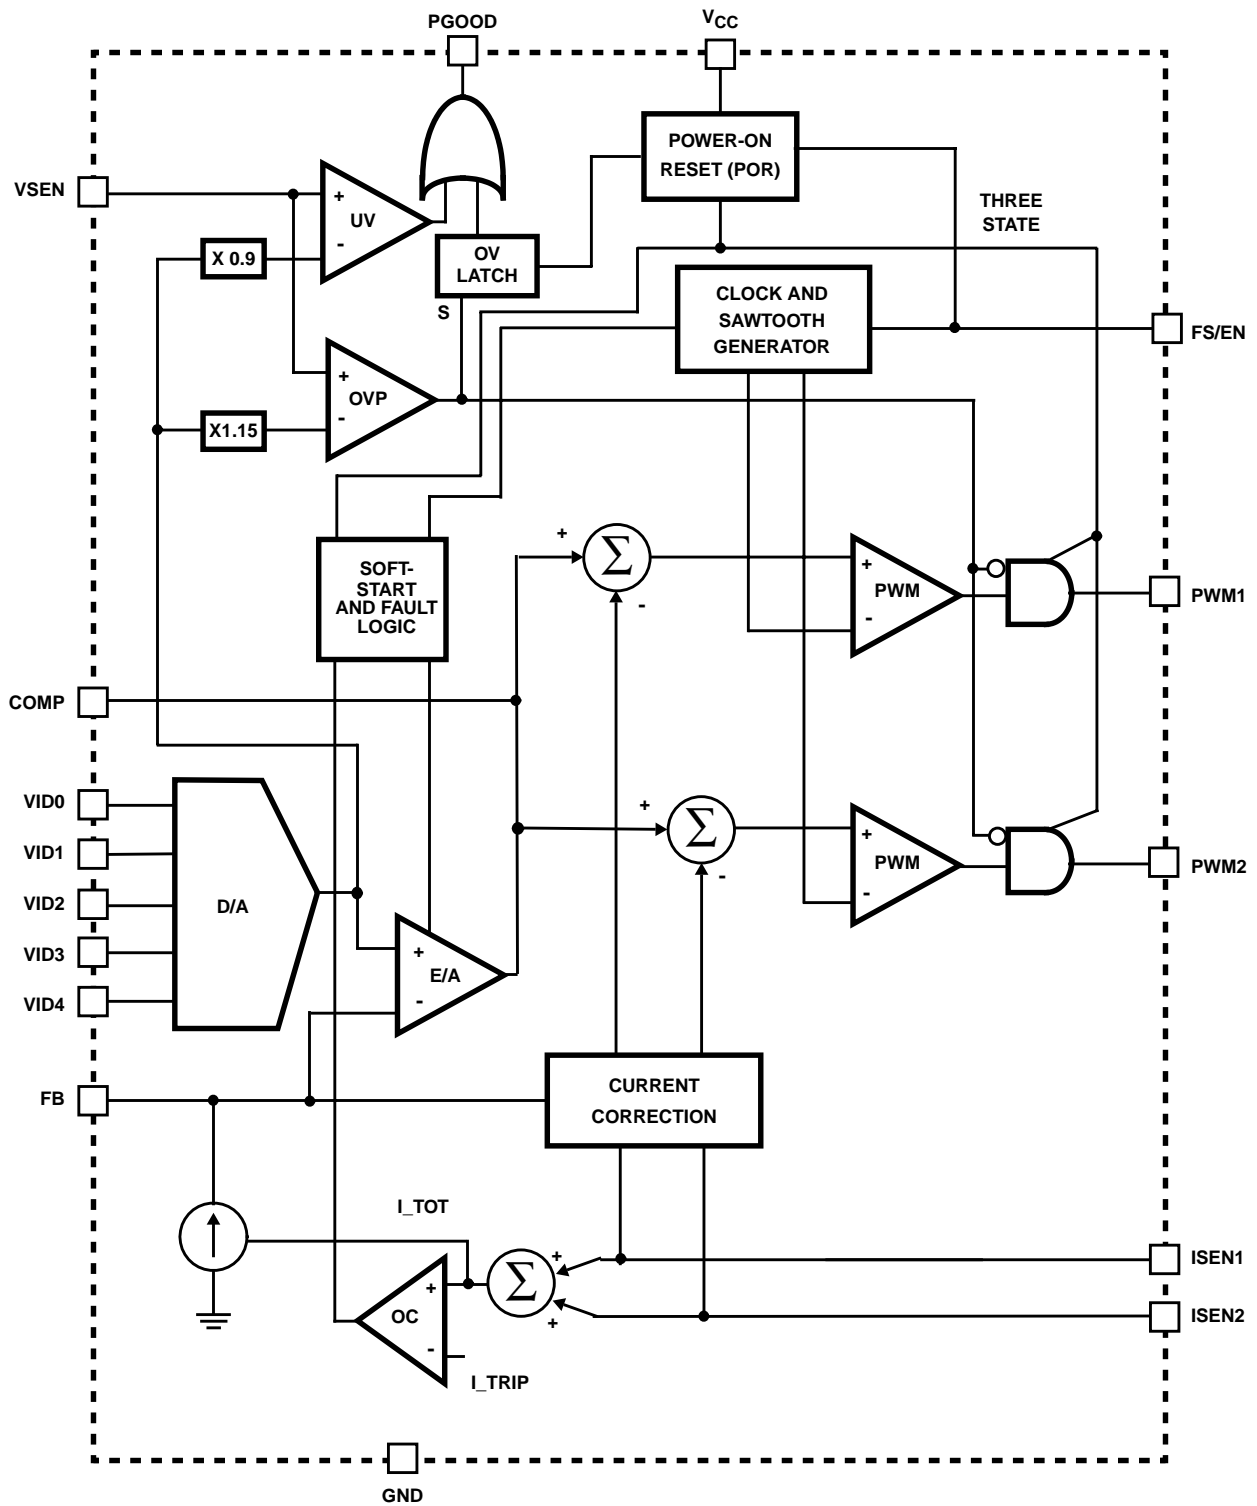 PGOOD
VCC
POWER-ON
RESET (POR)
VSEN
+
UV
-
THREE
STATE
X 0.9
OV
LATCH
S
CLOCK AND
SAWTOOTH
GENERATOR
FS/EN
+
OVP
-
X1.15
+
Σ
-
+
PWM
-
PWM1
SOFT-
START
AND FAULT
LOGIC
COMP
VID0
VID1
VID2
VID3
VID4
D/A
+
Σ
-
+
PWM
-
PWM2
+
E/A
-
FB
CURRENT
CORRECTION
I_TOT
+
Σ
+
ISEN1
ISEN2
+
OC
-
I_TRIP
GND